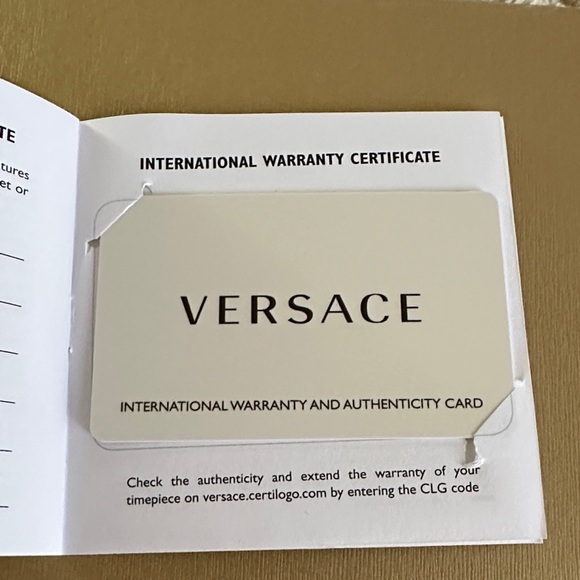 TE
tures
et or
INTERNATIONAL WARRANTY CERTIFICATE
VERSACE
INTERNATIONAL WARRANTY AND AUTHENTICITY CARD
Check the authenticity and extend the warranty of your
timepiece on versace.certilogo.com by entering the CLG code